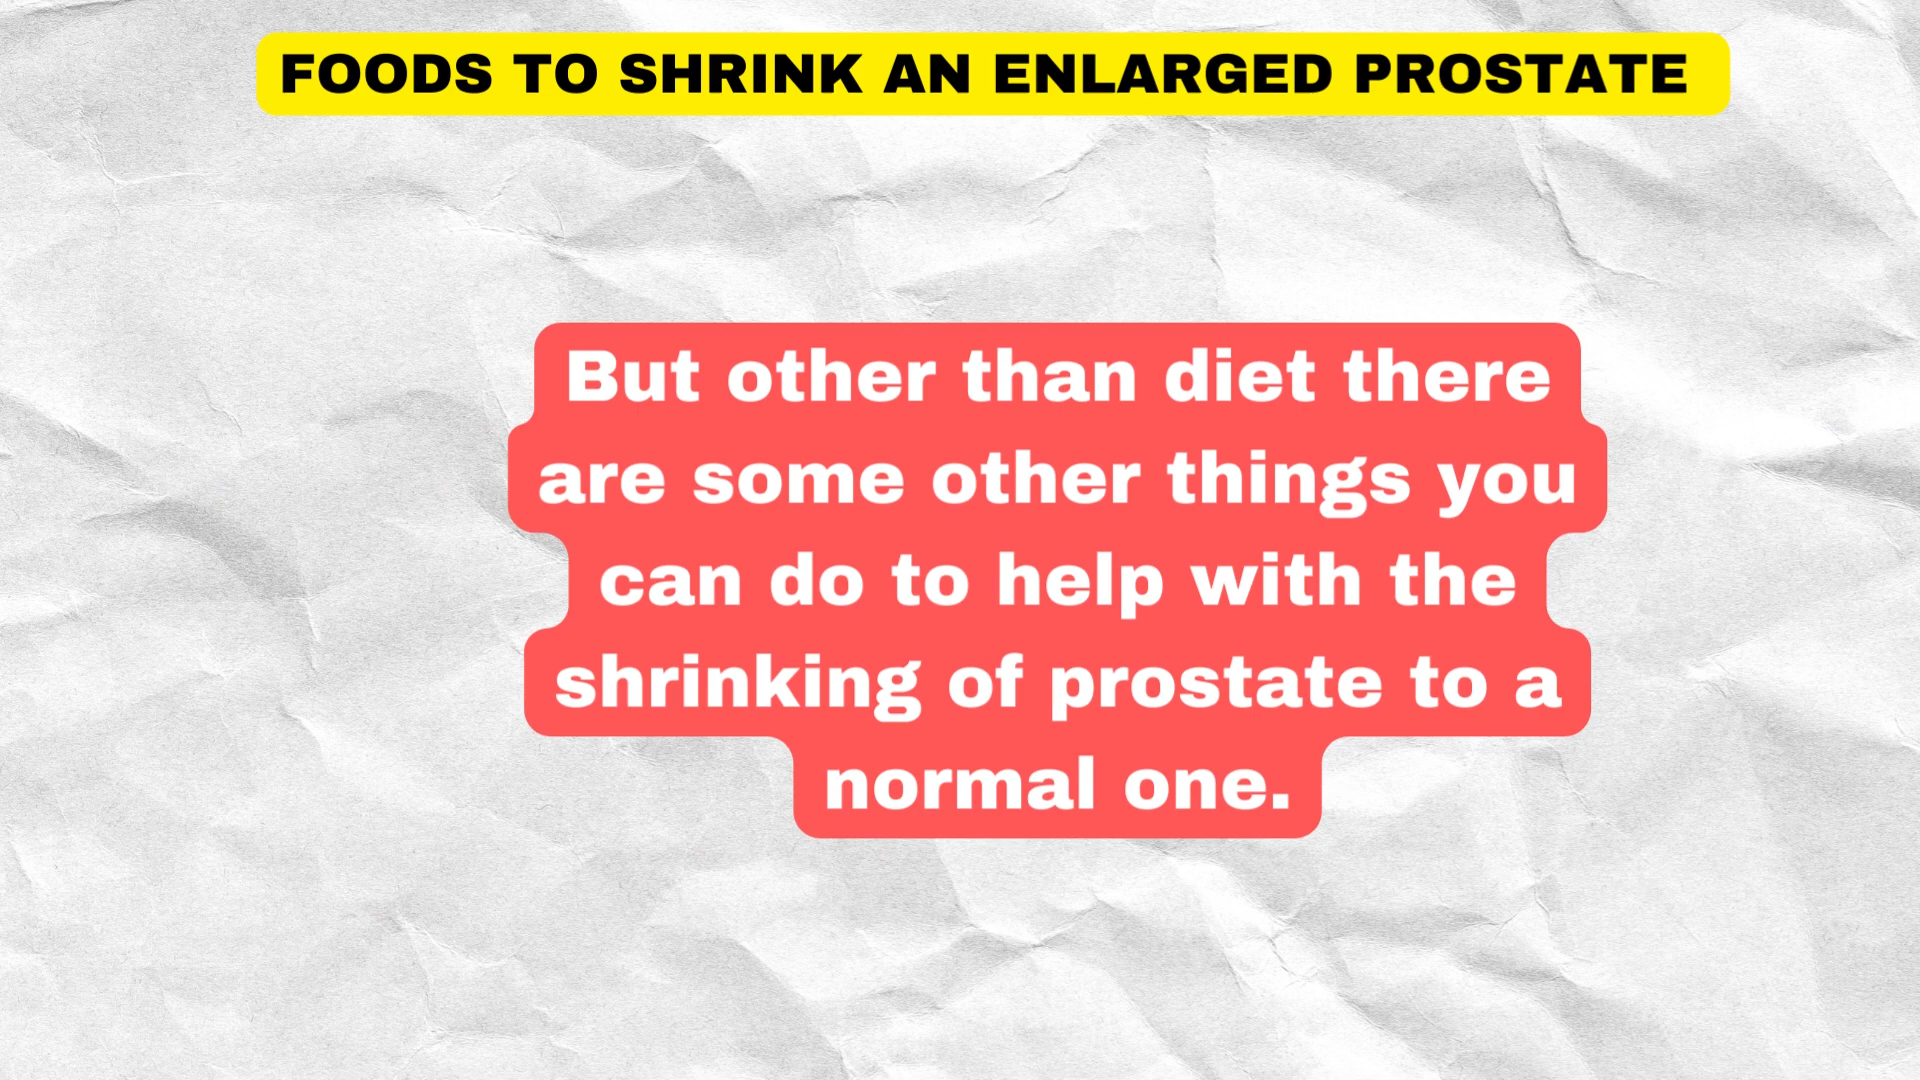 FOODS TO SHRINK AN ENLARGED PROSTATE
But other than diet there
are some other things you
can do to help with the
shrinking of prostate to a
normal one.